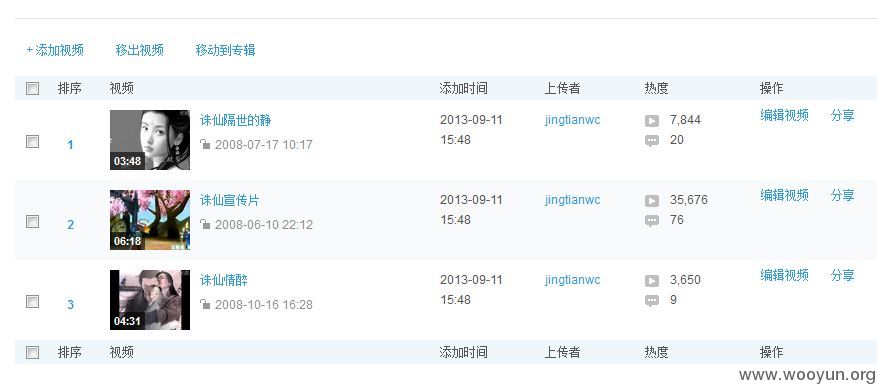 + 添加视频 移出视频 移动到专辑
排序 视频 添加时间 上传者 热度 操作
1 03:48 诛仙隔世的静 2013-09-11 jingtianwc 7,844 编辑视频 分享
2008-07-17 10:17 15:48 20
2 06:18 诛仙宣传片 2013-09-11 jingtianwc 35,676 编辑视频 分享
2008-06-10 22:12 15:48 76
3 04:31 诛仙情醉 2013-09-11 jingtianwc 3,650 编辑视频 分享
2008-10-16 16:28 15:48 9
排序 视频 添加时间 上传者 热度 操作
www.wooyun.org